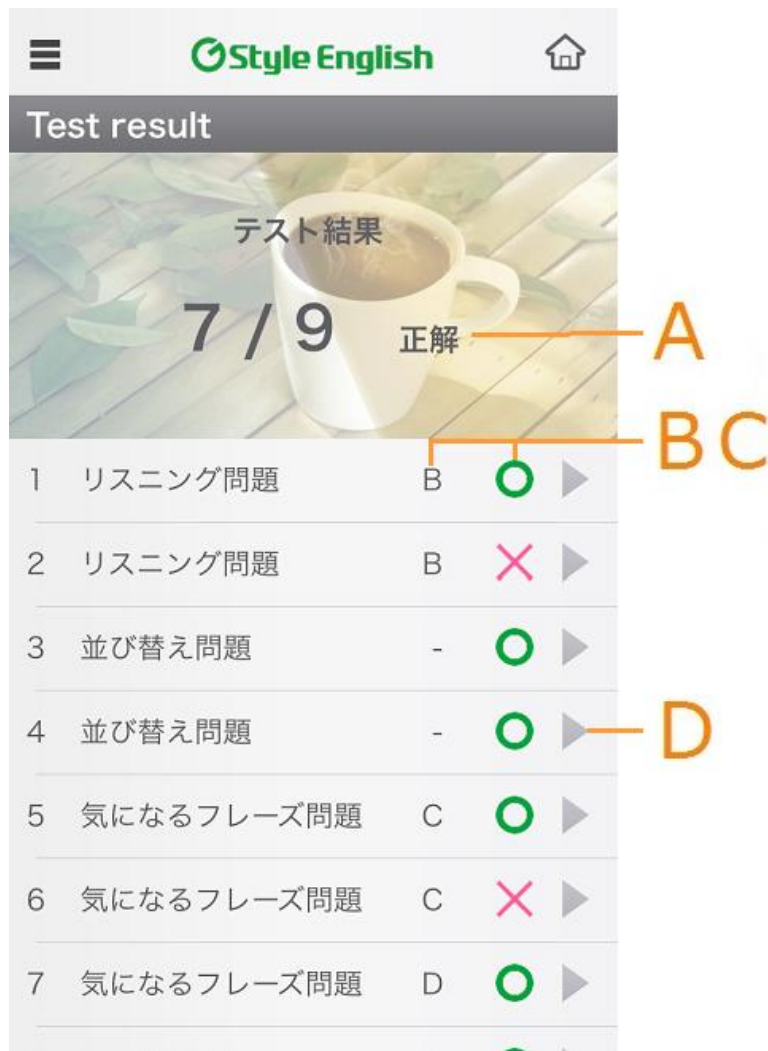 GStyle English
Test result
テスト結果
7 / 9 正解
A
B C
1 リスニング問題 B
2 リスニング問題 B
3 並び替え問題 -
4 並び替え問題 -
D
5 気になるフレーズ問題 C
6 気になるフレーズ問題 C
7 気になるフレーズ問題 D